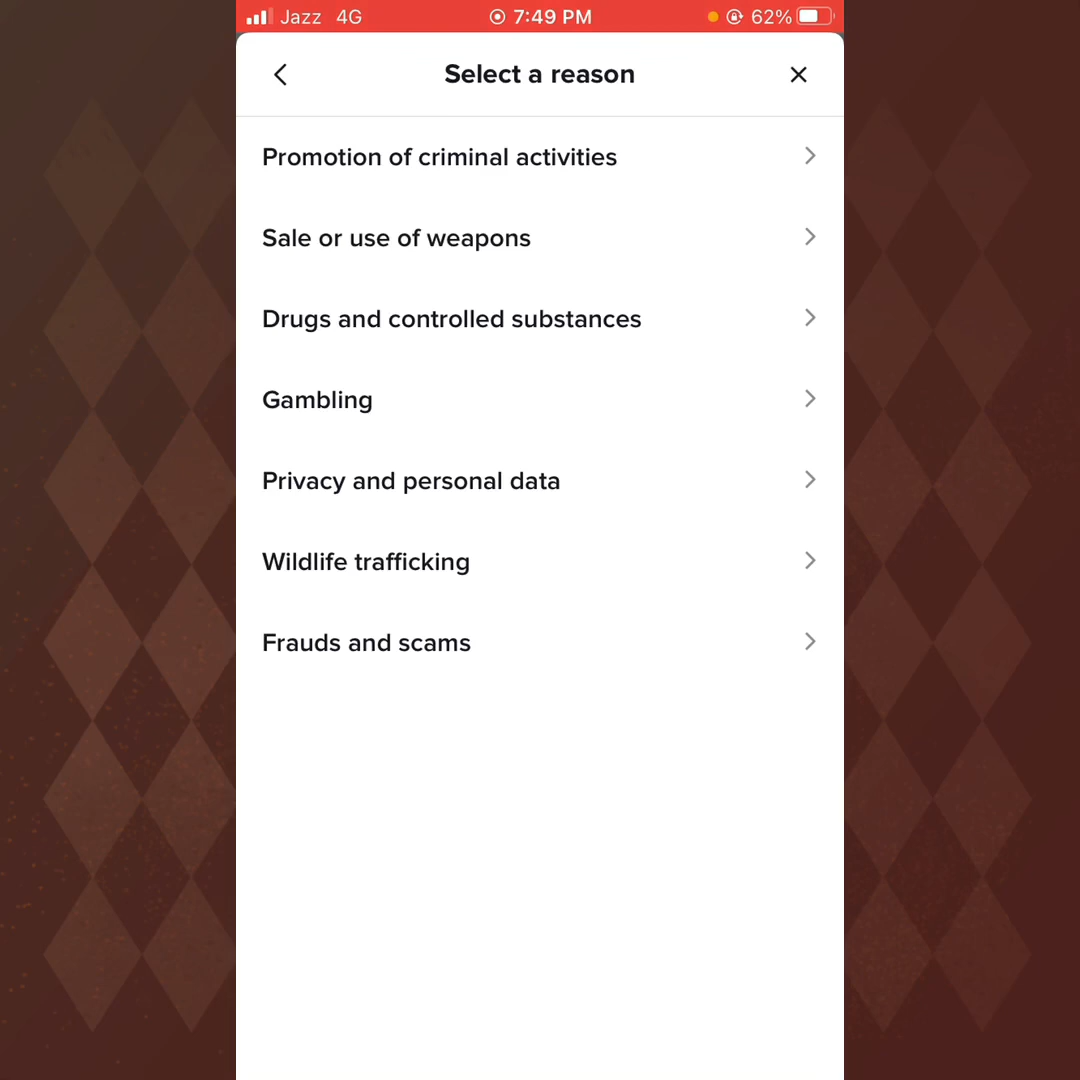 Jazz 4G 7:49 PM 62%
Select a reason
Promotion of criminal activities
Sale or use of weapons
Drugs and controlled substances
Gambling
Privacy and personal data
Wildlife trafficking
Frauds and scams